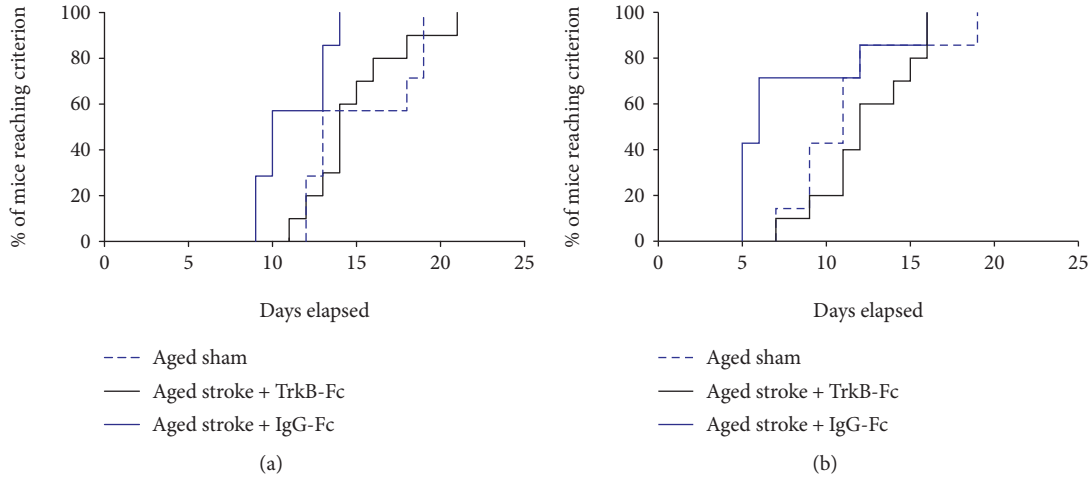 % of mice reaching criterion
100
80
60
40
20
0
0 5 10 15 20 25
Days elapsed
Aged sham
Aged stroke + TrkB-Fc
Aged stroke + IgG-Fc
(a)
% of mice reaching criterion
100
80
60
40
20
0
0 5 10 15 20 25
Days elapsed
Aged sham
Aged stroke + TrkB-Fc
Aged stroke + IgG-Fc
(b)